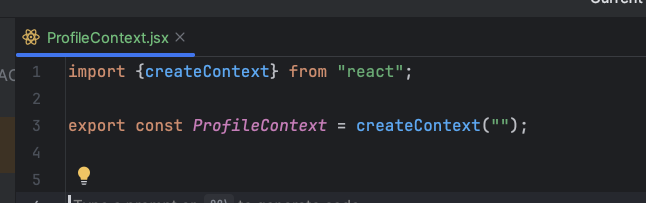 ProfileContext.jsx
1 import {createContext} from "react";
2
3 export const ProfileContext = createContext("");
4
5